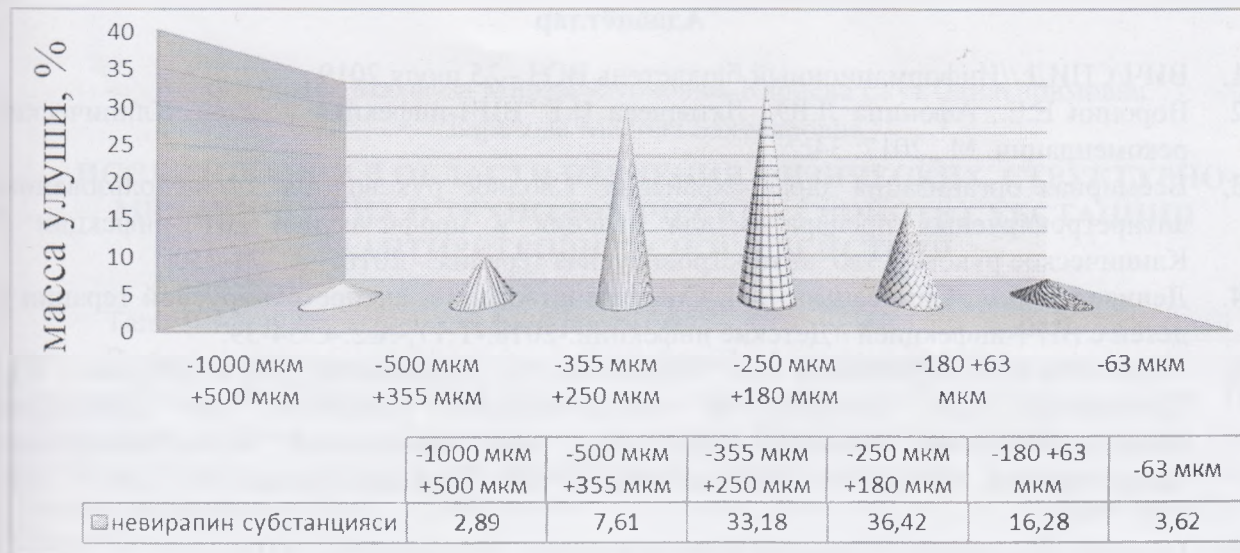 Масса улуши, %
40
35
30
25
20
15
10
5
0
-1000 мкм -500 мкм -355 мкм -250 мкм -180 +63 -63 мкм
+500 мкм +355 мкм +250 мкм +180 мкм мкм
-1000 мкм -500 мкм -355 мкм -250 мкм -180 +63 -63 мкм
+500 мкм +355 мкм +250 мкм +180 мкм мкм
невирапин субстанцияси 2,89 7,61 33,18 36,42 16,28 3,62